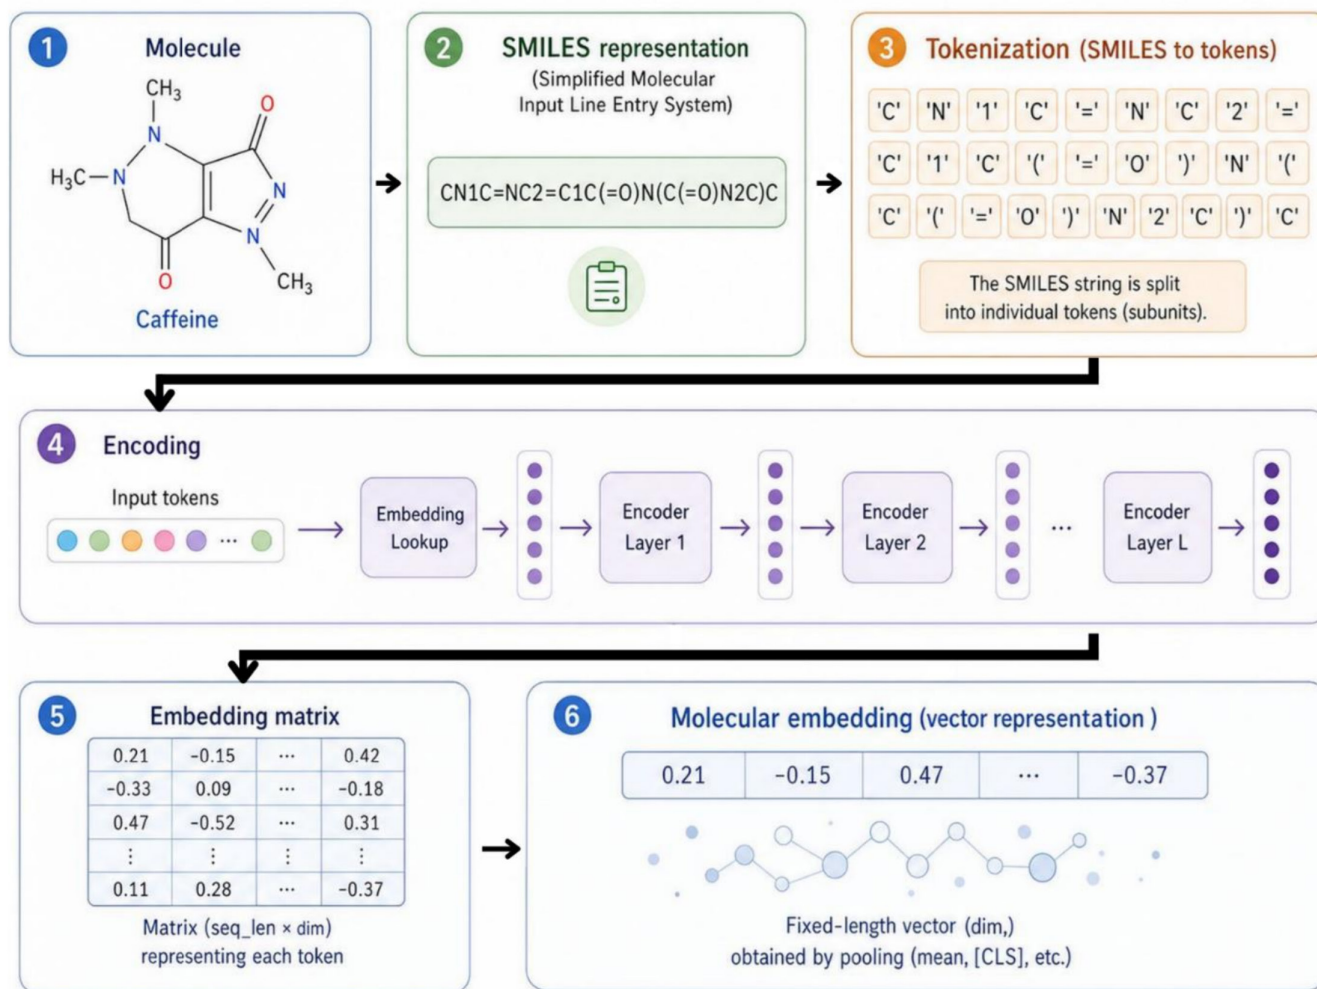 1 Molecule
CH₃
O
N
H₃C
N
N
N
CH₃
O
Caffeine
2 SMILES representation
(Simplified Molecular
Input Line Entry System)
CN1C=NC2=C1C(=O)N(C(=O)N2C)C
3 Tokenization (SMILES to tokens)
'C' 'N' '1' 'C' '=' 'N' 'C' '2' '='
'C' '1' 'C' '(' '=' 'O' ')' 'N' '('
'C' '(' '=' 'O' ')' 'N' '2' 'C' ')' 'C'
The SMILES string is split
into individual tokens (subunits).
4 Encoding
Input tokens
...
Embedding
Lookup
Encoder
Layer 1
Encoder
Layer 2
...
Encoder
Layer L
5 Embedding matrix
0.21 −0.15 ... 0.42
−0.33 0.09 ... −0.18
0.47 −0.52 ... 0.31
⋮ ⋮ ⋮ ⋮
0.11 0.28 ... −0.37
Matrix (seq_len × dim)
representing each token
6 Molecular embedding (vector representation )
0.21 −0.15 0.47 ... −0.37
Fixed-length vector (dim,)
obtained by pooling (mean, [CLS], etc.)